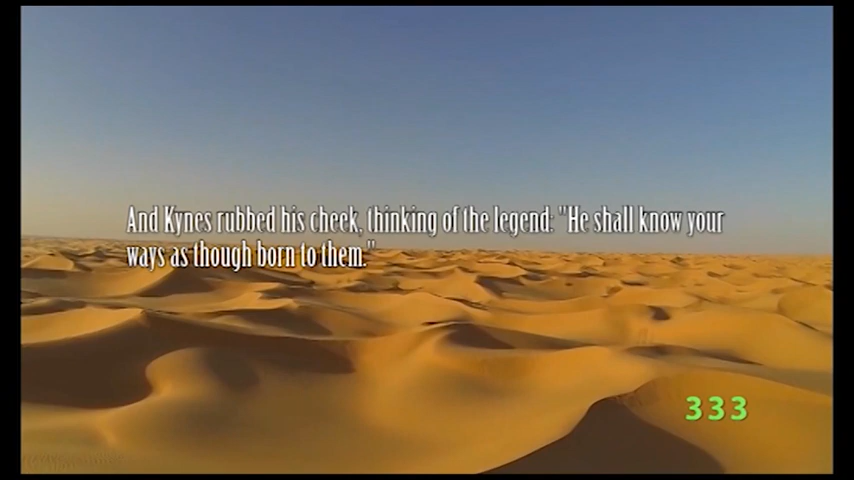 And Kynes rubbed his cheek, thinking of the legend: "He shall know your
ways as though born to them."
333